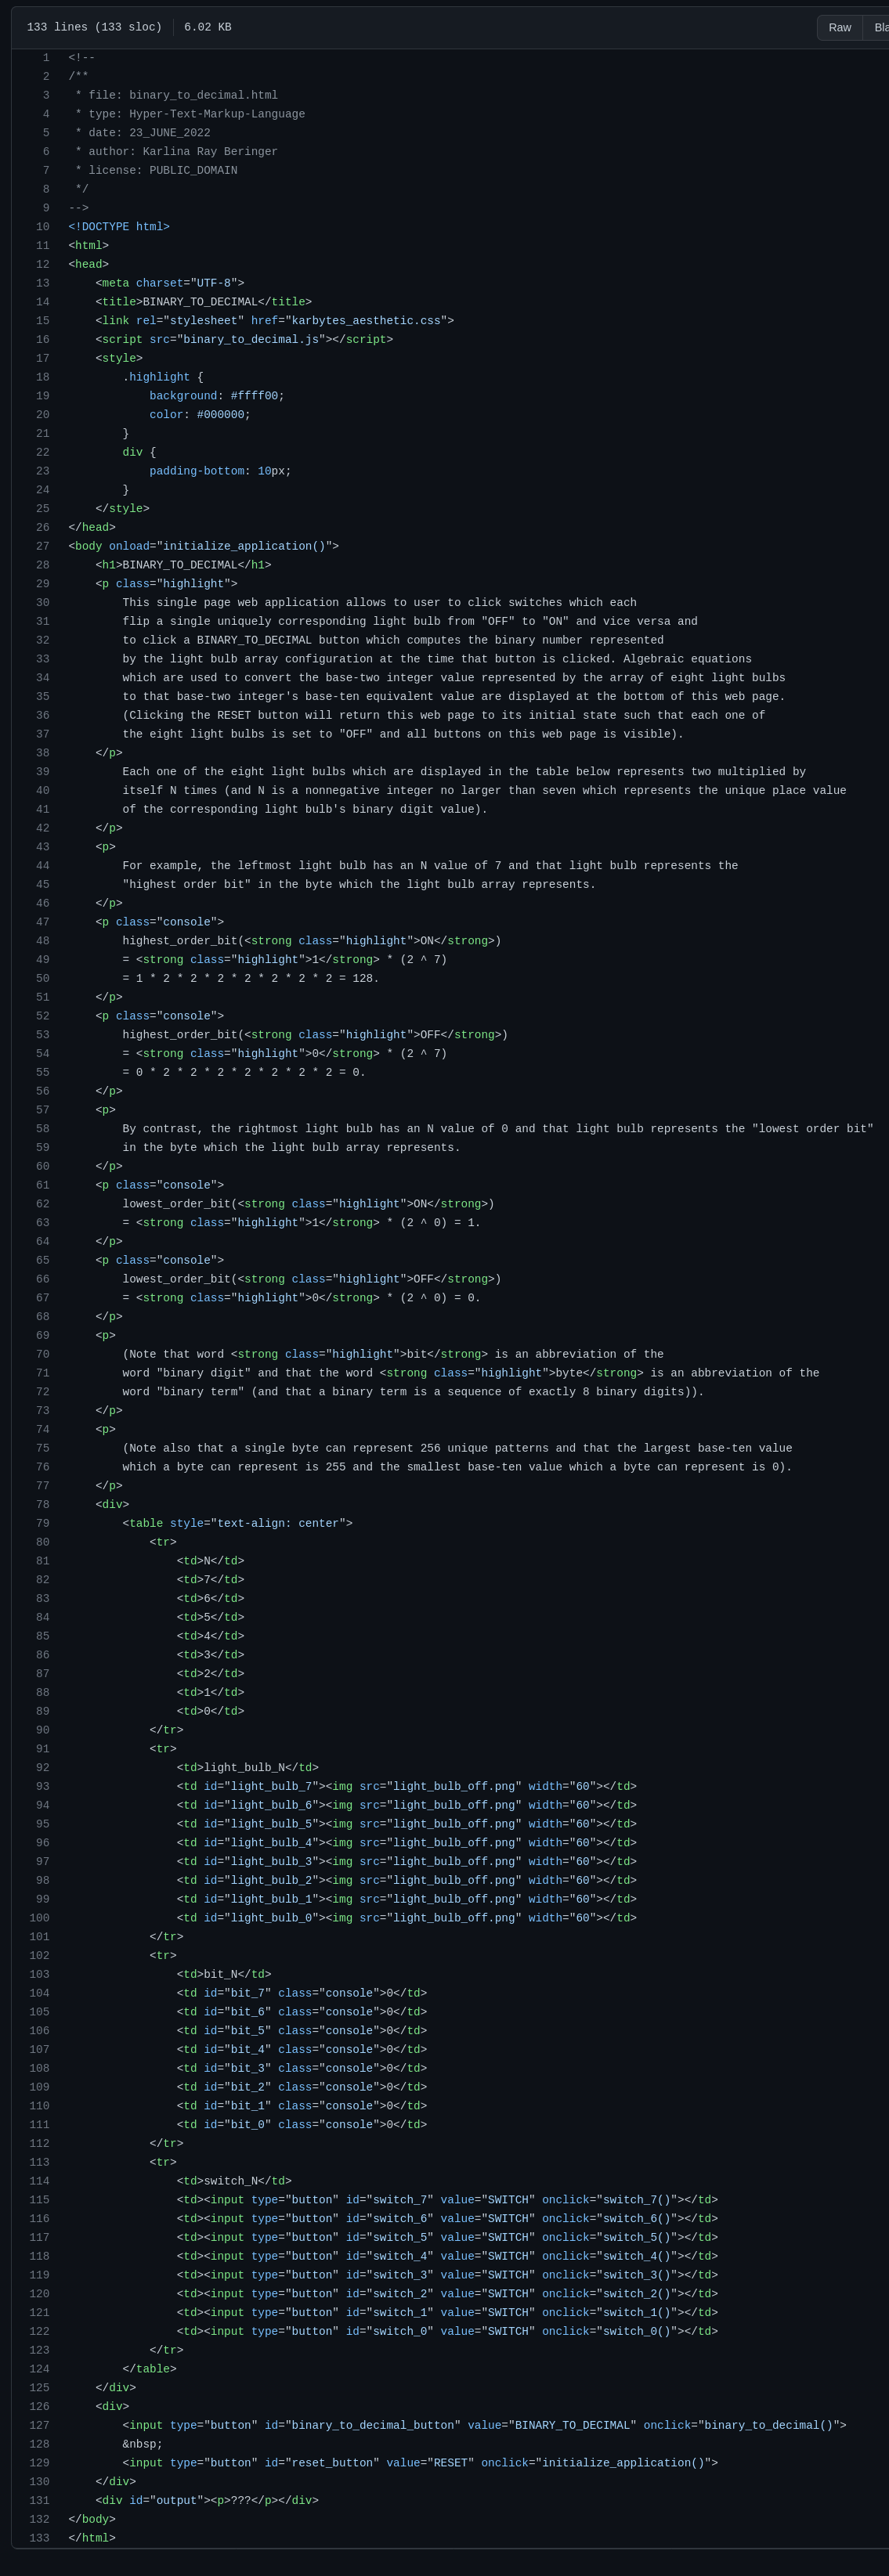 133 lines (133 sloc) 6.02 KB Raw
1 <!--
2 /**
3  * file: binary_to_decimal.html
4  * type: Hyper-Text-Markup-Language
5  * date: 23_JUNE_2022
6  * author: Karlina Ray Beringer
7  * license: PUBLIC_DOMAIN
8  */
9 -->
10 <!DOCTYPE html>
11 <html>
12 <head>
13     <meta charset="UTF-8">
14     <title>BINARY_TO_DECIMAL</title>
15     <link rel="stylesheet" href="karbytes_aesthetic.css">
16     <script src="binary_to_decimal.js"></script>
17     <style>
18         .highlight {
19             background: #ffff00;
20             color: #000000;
21         }
22         div {
23             padding-bottom: 10px;
24         }
25     </style>
26 </head>
27 <body onload="initialize_application()">
28     <h1>BINARY_TO_DECIMAL</h1>
29     <p class="highlight">
30         This single page web application allows to user to click switches which each
31         flip a single uniquely corresponding light bulb from "OFF" to "ON" and vice versa and
32         to click a BINARY_TO_DECIMAL button which computes the binary number represented
33         by the light bulb array configuration at the time that button is clicked. Algebraic equations
34         which are used to convert the base-two integer value represented by the array of eight light bulbs
35         to that base-two integer's base-ten equivalent value are displayed at the bottom of this web page.
36         (Clicking the RESET button will return this web page to its initial state such that each one of
37         the eight light bulbs is set to "OFF" and all buttons on this web page is visible).
38     </p>
39         Each one of the eight light bulbs which are displayed in the table below represents two multiplied by
40         itself N times (and N is a nonnegative integer no larger than seven which represents the unique place value
41         of the corresponding light bulb's binary digit value).
42     </p>
43     <p>
44         For example, the leftmost light bulb has an N value of 7 and that light bulb represents the
45         "highest order bit" in the byte which the light bulb array represents.
46     </p>
47     <p class="console">
48         highest_order_bit(<strong class="highlight">ON</strong>)
49         = <strong class="highlight">1</strong> * (2 ^ 7)
50         = 1 * 2 * 2 * 2 * 2 * 2 * 2 * 2 = 128.
51     </p>
52     <p class="console">
53         highest_order_bit(<strong class="highlight">OFF</strong>)
54         = <strong class="highlight">0</strong> * (2 ^ 7)
55         = 0 * 2 * 2 * 2 * 2 * 2 * 2 * 2 = 0.
56     </p>
57     <p>
58         By contrast, the rightmost light bulb has an N value of 0 and that light bulb represents the "lowest order bit"
59         in the byte which the light bulb array represents.
60     </p>
61     <p class="console">
62         lowest_order_bit(<strong class="highlight">ON</strong>)
63         = <strong class="highlight">1</strong> * (2 ^ 0) = 1.
64     </p>
65     <p class="console">
66         lowest_order_bit(<strong class="highlight">OFF</strong>)
67         = <strong class="highlight">0</strong> * (2 ^ 0) = 0.
68     </p>
69     <p>
70         (Note that word <strong class="highlight">bit</strong> is an abbreviation of the
71         word "binary digit" and that the word <strong class="highlight">byte</strong> is an abbreviation of the
72         word "binary term" (and that a binary term is a sequence of exactly 8 binary digits)).
73     </p>
74     <p>
75         (Note also that a single byte can represent 256 unique patterns and that the largest base-ten value
76         which a byte can represent is 255 and the smallest base-ten value which a byte can represent is 0).
77     </p>
78     <div>
79         <table style="text-align: center">
80             <tr>
81                 <td>N</td>
82                 <td>7</td>
83                 <td>6</td>
84                 <td>5</td>
85                 <td>4</td>
86                 <td>3</td>
87                 <td>2</td>
88                 <td>1</td>
89                 <td>0</td>
90             </tr>
91             <tr>
92                 <td>light_bulb_N</td>
93                 <td id="light_bulb_7"><img src="light_bulb_off.png" width="60"></td>
94                 <td id="light_bulb_6"><img src="light_bulb_off.png" width="60"></td>
95                 <td id="light_bulb_5"><img src="light_bulb_off.png" width="60"></td>
96                 <td id="light_bulb_4"><img src="light_bulb_off.png" width="60"></td>
97                 <td id="light_bulb_3"><img src="light_bulb_off.png" width="60"></td>
98                 <td id="light_bulb_2"><img src="light_bulb_off.png" width="60"></td>
99                 <td id="light_bulb_1"><img src="light_bulb_off.png" width="60"></td>
100                 <td id="light_bulb_0"><img src="light_bulb_off.png" width="60"></td>
101             </tr>
102             <tr>
103                 <td>bit_N</td>
104                 <td id="bit_7" class="console">0</td>
105                 <td id="bit_6" class="console">0</td>
106                 <td id="bit_5" class="console">0</td>
107                 <td id="bit_4" class="console">0</td>
108                 <td id="bit_3" class="console">0</td>
109                 <td id="bit_2" class="console">0</td>
110                 <td id="bit_1" class="console">0</td>
111                 <td id="bit_0" class="console">0</td>
112             </tr>
113             <tr>
114                 <td>switch_N</td>
115                 <td><input type="button" id="switch_7" value="SWITCH" onclick="switch_7()"></td>
116                 <td><input type="button" id="switch_6" value="SWITCH" onclick="switch_6()"></td>
117                 <td><input type="button" id="switch_5" value="SWITCH" onclick="switch_5()"></td>
118                 <td><input type="button" id="switch_4" value="SWITCH" onclick="switch_4()"></td>
119                 <td><input type="button" id="switch_3" value="SWITCH" onclick="switch_3()"></td>
120                 <td><input type="button" id="switch_2" value="SWITCH" onclick="switch_2()"></td>
121                 <td><input type="button" id="switch_1" value="SWITCH" onclick="switch_1()"></td>
122                 <td><input type="button" id="switch_0" value="SWITCH" onclick="switch_0()"></td>
123             </tr>
124         </table>
125     </div>
126     <div>
127         <input type="button" id="binary_to_decimal_button" value="BINARY_TO_DECIMAL" onclick="binary_to_decimal()">
128         &nbsp;
129         <input type="button" id="reset_button" value="RESET" onclick="initialize_application()">
130     </div>
131     <div id="output"><p>???</p></div>
132 </body>
133 </html>